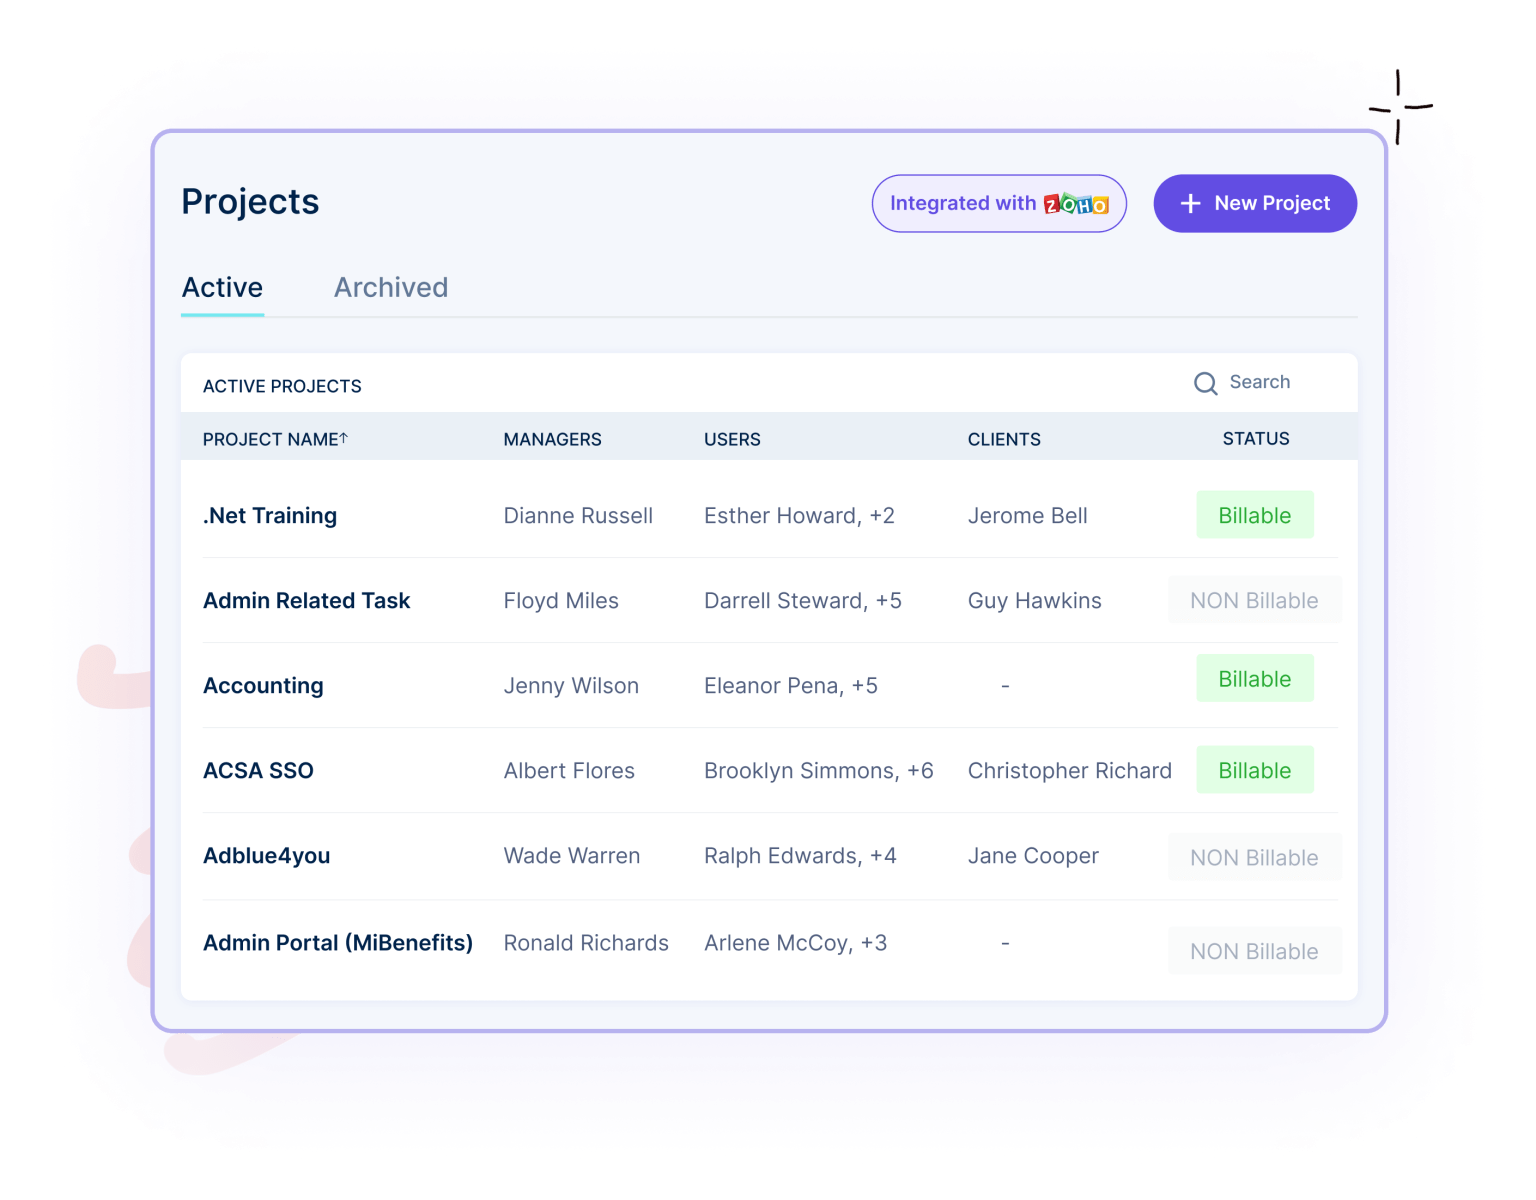 Projects
Integrated with ZOHO
+ New Project
Active Archived
ACTIVE PROJECTS
Search
PROJECT NAME↑ MANAGERS USERS CLIENTS STATUS
.Net Training Dianne Russell Esther Howard, +2 Jerome Bell Billable
Admin Related Task Floyd Miles Darrell Steward, +5 Guy Hawkins NON Billable
Accounting Jenny Wilson Eleanor Pena, +5 - Billable
ACSA SSO Albert Flores Brooklyn Simmons, +6 Christopher Richard Billable
Adblue4you Wade Warren Ralph Edwards, +4 Jane Cooper NON Billable
Admin Portal (MiBenefits) Ronald Richards Arlene McCoy, +3 - NON Billable